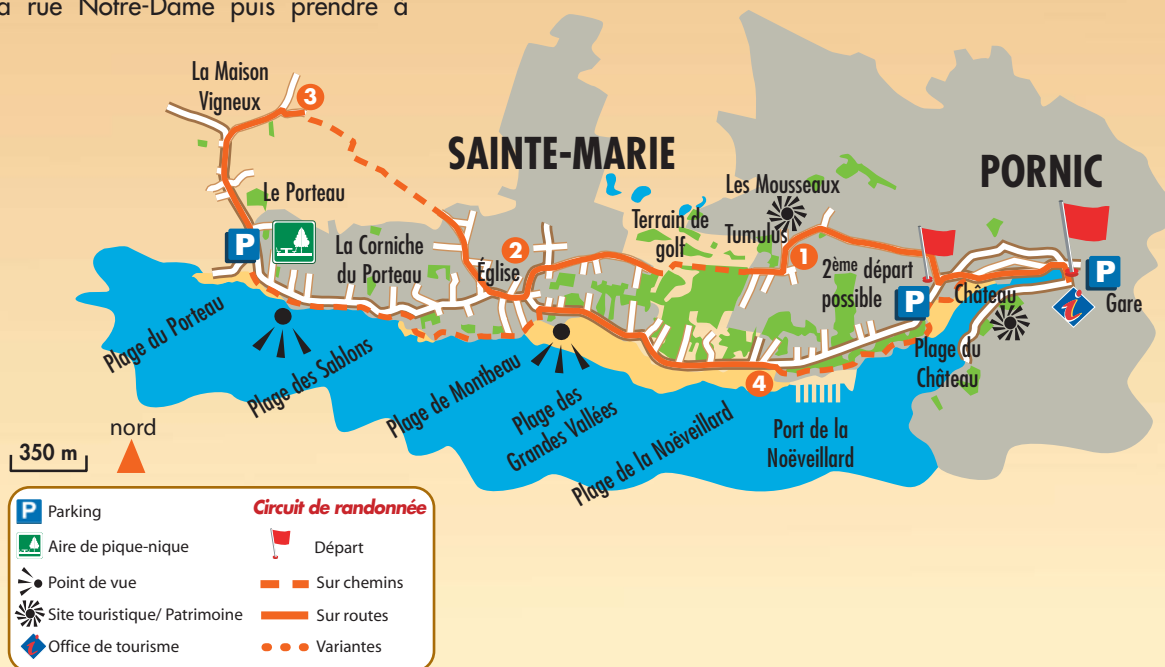 a rue Notre-Dame puis prendre à
La Maison
Vigneux
3
SAINTE-MARIE
PORNIC
Les Mousseaux
Le Porteau
Terrain de
golf
Tumulus
P
La Corniche
du Porteau
2
Église
1
2ème départ
possible
P
Château
P
i
Gare
Plage du Porteau
Plage des Sablons
Plage de Montbeau
Plage des
Grandes Vallées
Plage de la Noëveillard
4
Plage du
Château
Port de la
Noëveillard
nord
350 m
P Parking
Aire de pique-nique
Point de vue
Site touristique/ Patrimoine
i Office de tourisme
Circuit de randonnée
Départ
Sur chemins
Sur routes
Variantes